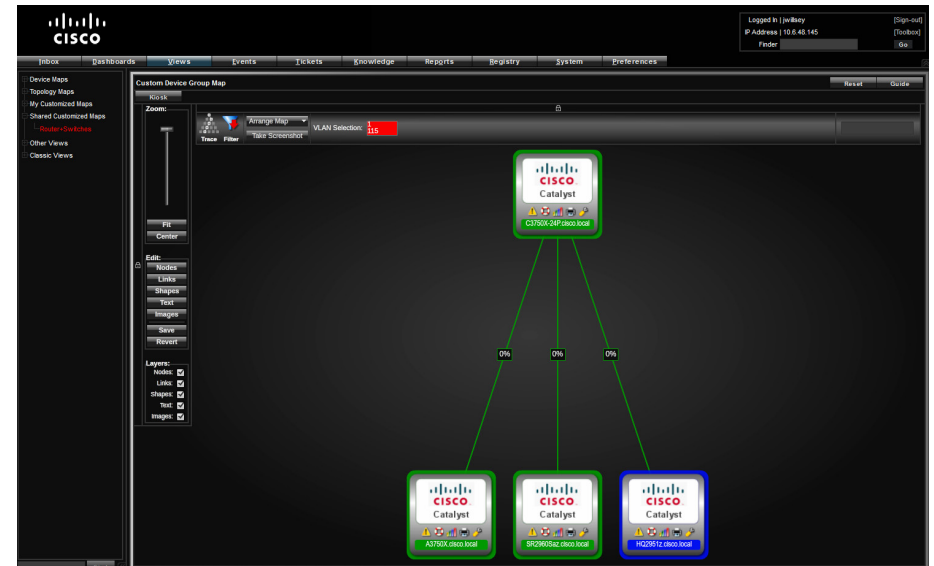 CISCO
Logged In | jwillsey
[Sign-out]
IP Address | 10.6.48.145
[Toolbox]
Finder
Go
Inbox
Dashboards
Views
Events
Tickets
Knowledge
Reports
Registry
System
Preferences
Device Maps
Topology Maps
My Customized Maps
Shared Customized Maps
Router+Switches
Other Views
Classic Views
Custom Device Group Map
Reset
Guide
Kiosk
Zoom:
Fit
Center
Edit:
Nodes
Links
Shapes
Text
Images
Save
Revert
Layers:
Nodes:
Links:
Shapes:
Text:
Images:
Trace
Filter
Arrange Map
Take Screenshot
VLAN Selection:
1
115
CISCO
Catalyst
C3750X-24P.cisco.local
0%
0%
0%
CISCO
Catalyst
A3750X.cisco.local
CISCO
Catalyst
SR2960Saz.cisco.local
CISCO
Catalyst
HQ2951z.cisco.local